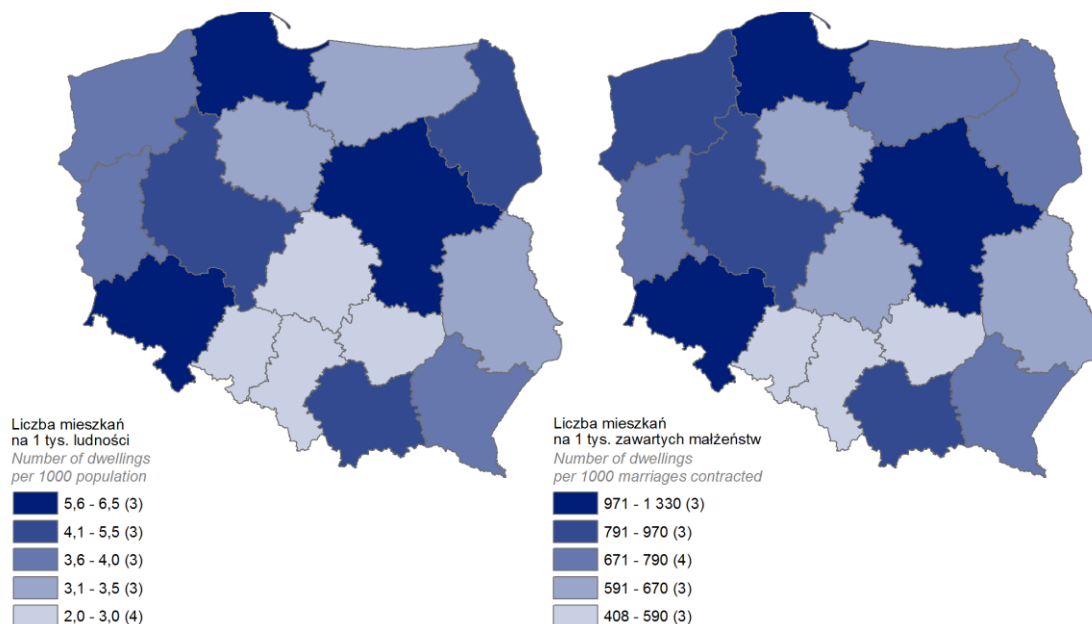 Liczba mieszkań
na 1 tys. ludności
Number of dwellings
per 1000 population
5,6 - 6,5 (3)
4,1 - 5,5 (3)
3,6 - 4,0 (3)
3,1 - 3,5 (3)
2,0 - 3,0 (4)
Liczba mieszkań
na 1 tys. zawartych małżeństw
Number of dwellings
per 1000 marriages contracted
971 - 1 330 (3)
791 - 970 (3)
671 - 790 (4)
591 - 670 (3)
408 - 590 (3)